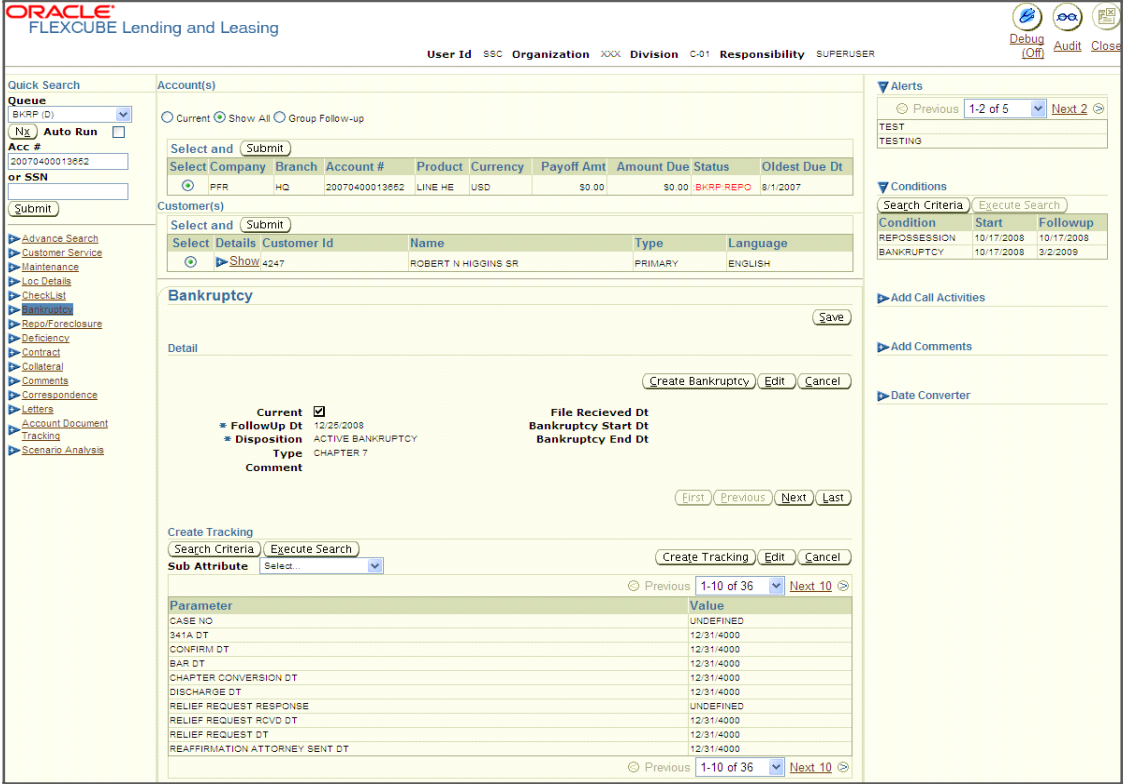 ORACLE®
FLEXCUBE Lending and Leasing
Debug (Off) Audit Close
User Id SSC Organization XXX Division C-01 Responsibility SUPERUSER
Quick Search
Queue
BKRP (D)
Nx Auto Run
Acc #
20070400013652
or SSN
Submit
Advance Search
Customer Service
Maintenance
Loc Details
CheckList
Bankruptcy
Repo/Foreclosure
Deficiency
Contract
Collateral
Comments
Correspondence
Letters
Account Document
Tracking
Scenario Analysis
Account(s)
Current Show All Group Follow-up
Select and Submit
Select Company Branch Account # Product Currency Payoff Amt Amount Due Status Oldest Due Dt
PFR HQ 20070400013652 LINE HE USD $0.00 $0.00 BKRP:REPO 8/1/2007
Customer(s)
Select and Submit
Select Details Customer Id Name Type Language
Show 4247 ROBERT N HIGGINS SR PRIMARY ENGLISH
Bankruptcy
Save
Detail
Create Bankruptcy Edit Cancel
Current File Recieved Dt
* FollowUp Dt 12/25/2008 Bankruptcy Start Dt
* Disposition ACTIVE BANKRUPTCY Bankruptcy End Dt
Type CHAPTER 7
Comment
First Previous Next Last
Create Tracking
Search Criteria Execute Search
Create Tracking Edit Cancel
Sub Attribute Select...
Previous 1-10 of 36 Next 10
Parameter Value
CASE NO UNDEFINED
341A DT 12/31/4000
CONFIRM DT 12/31/4000
BAR DT 12/31/4000
CHAPTER CONVERSION DT 12/31/4000
DISCHARGE DT 12/31/4000
RELIEF REQUEST RESPONSE UNDEFINED
RELIEF REQUEST RCVD DT 12/31/4000
RELIEF REQUEST DT 12/31/4000
REAFFIRMATION ATTORNEY SENT DT 12/31/4000
Previous 1-10 of 36 Next 10
Alerts
Previous 1-2 of 5 Next 2
TEST
TESTING
Conditions
Search Criteria Execute Search
Condition Start Followup
REPOSSESSION 10/17/2008 10/17/2008
BANKRUPTCY 10/17/2008 3/2/2009
Add Call Activities
Add Comments
Date Converter